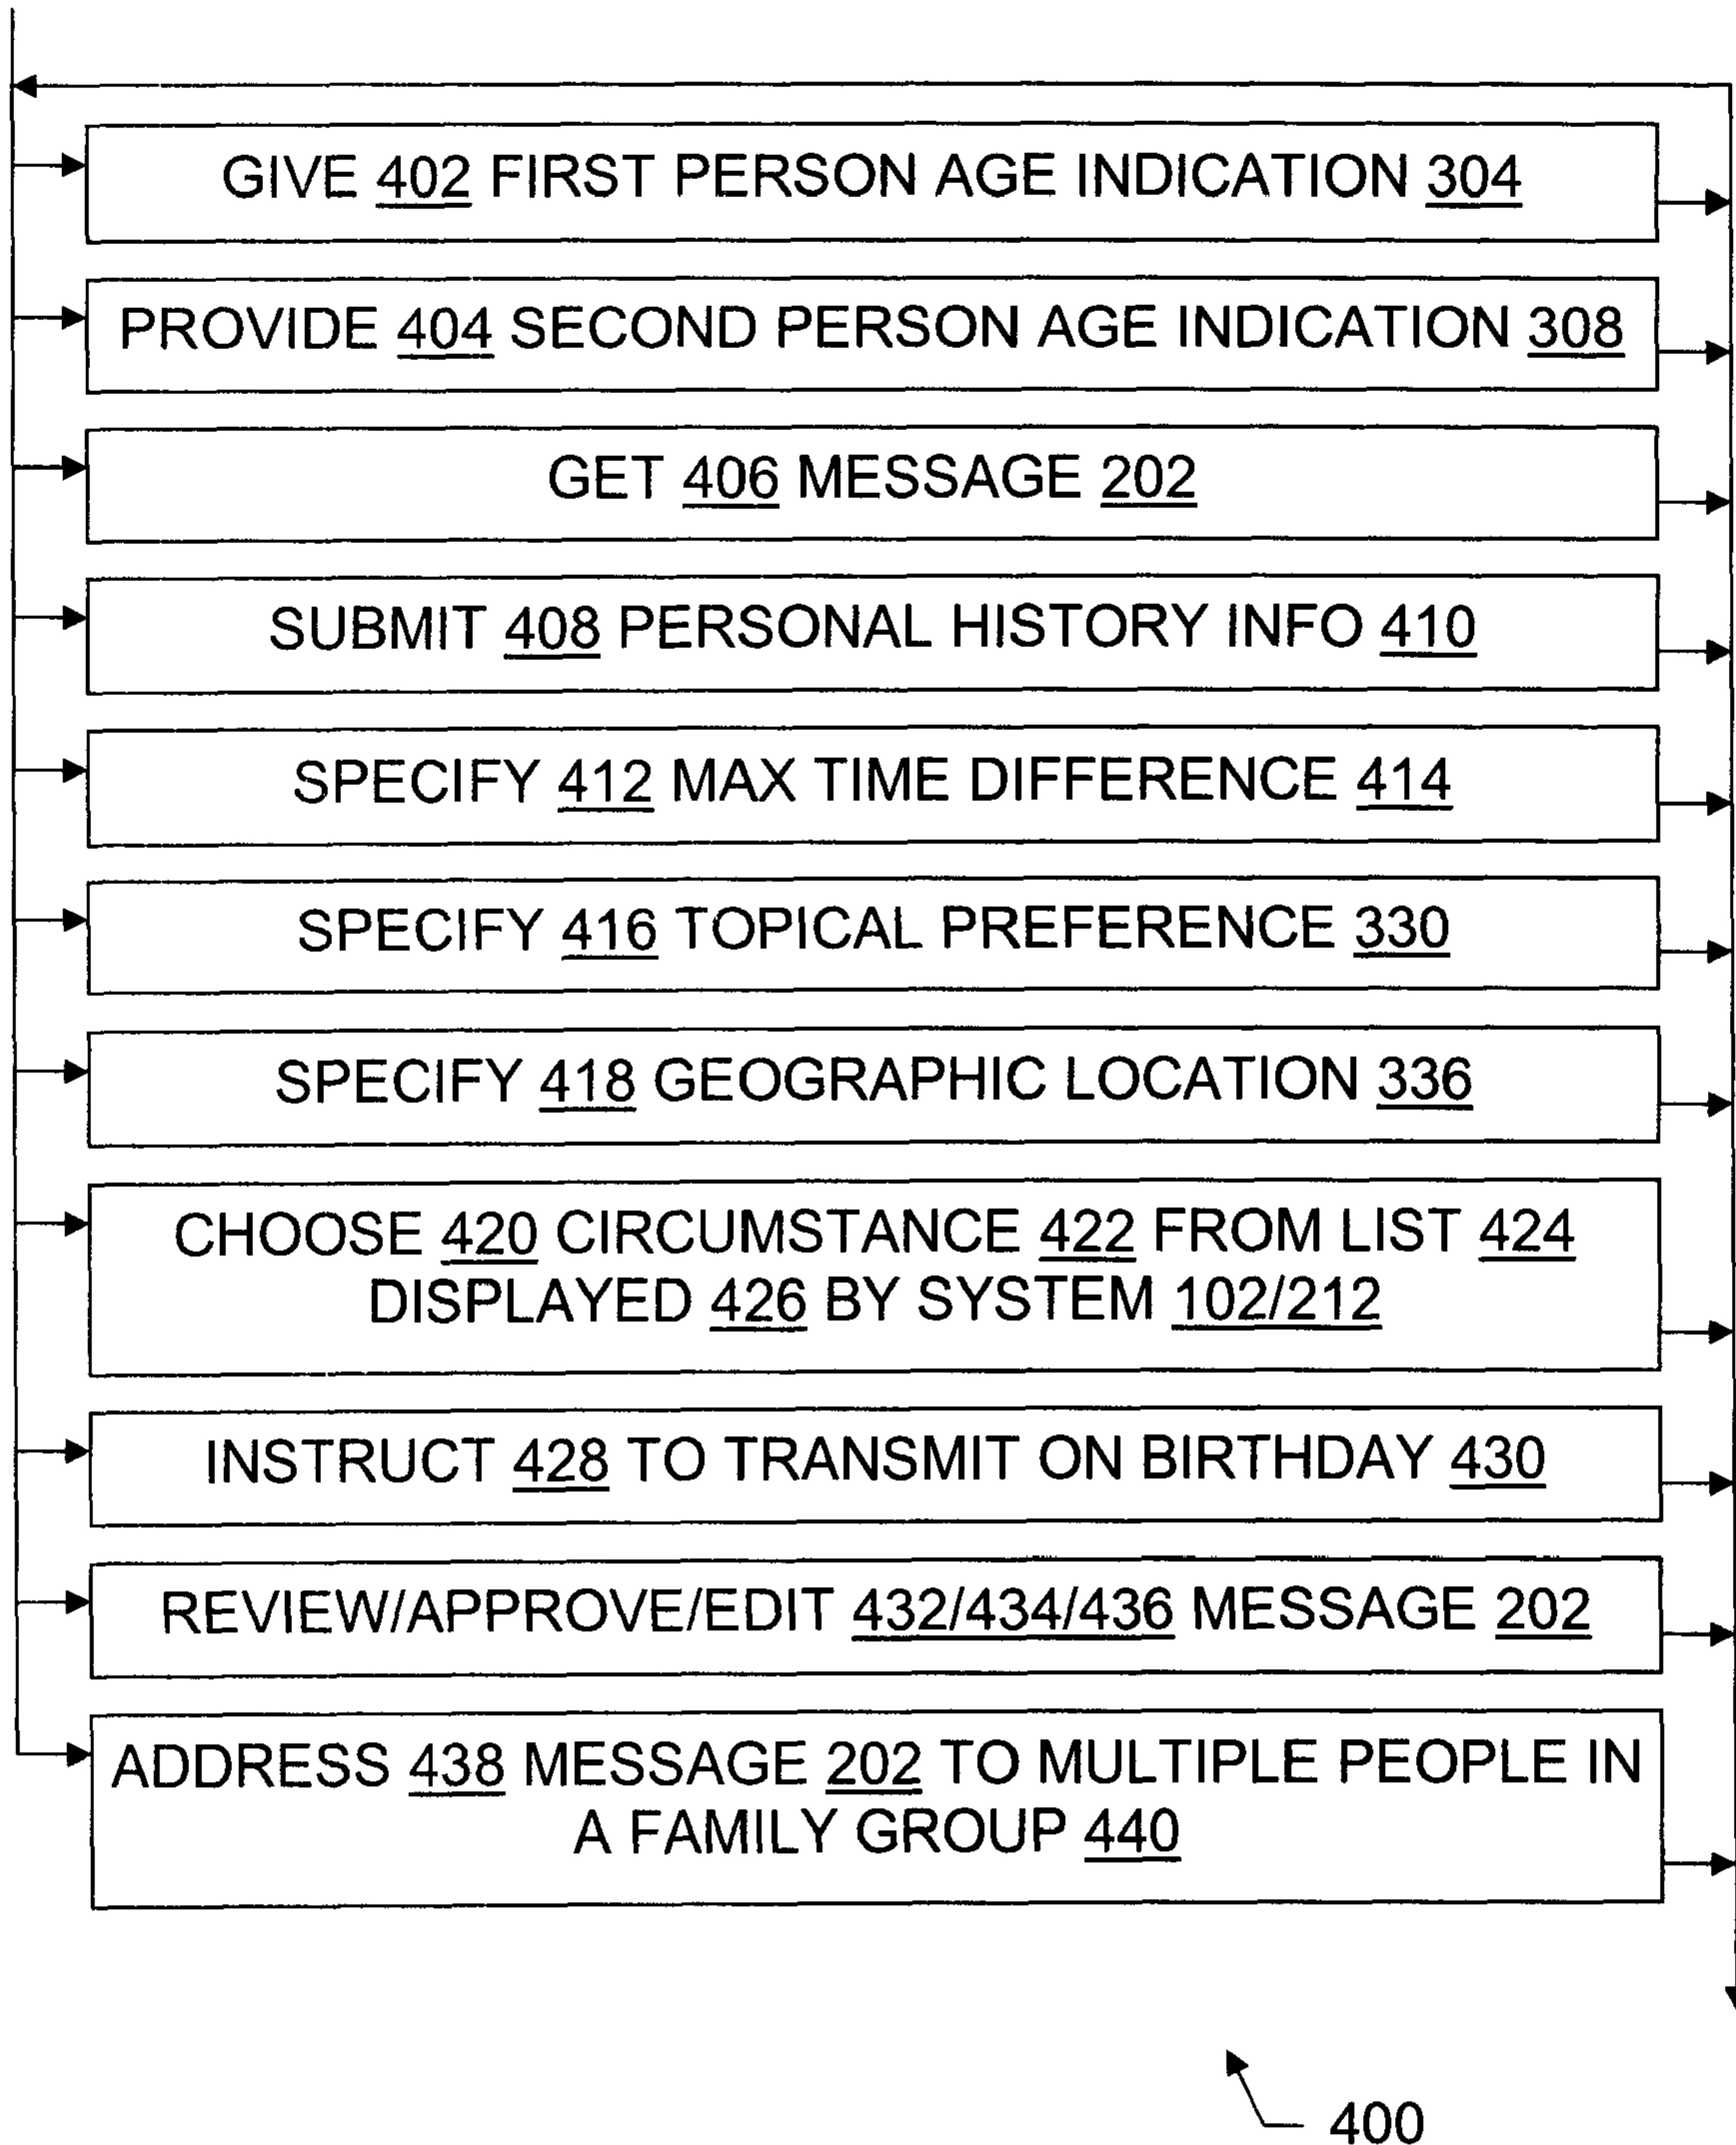 GIVE 402 FIRST PERSON AGE INDICATION 304
PROVIDE 404 SECOND PERSON AGE INDICATION 308
GET 406 MESSAGE 202
SUBMIT 408 PERSONAL HISTORY INFO 410
SPECIFY 412 MAX TIME DIFFERENCE 414
SPECIFY 416 TOPICAL PREFERENCE 330
SPECIFY 418 GEOGRAPHIC LOCATION 336
CHOOSE 420 CIRCUMSTANCE 422 FROM LIST 424
DISPLAYED 426 BY SYSTEM 102/212
INSTRUCT 428 TO TRANSMIT ON BIRTHDAY 430
REVIEW/APPROVE/EDIT 432/434/436 MESSAGE 202
ADDRESS 438 MESSAGE 202 TO MULTIPLE PEOPLE IN
A FAMILY GROUP 440
400